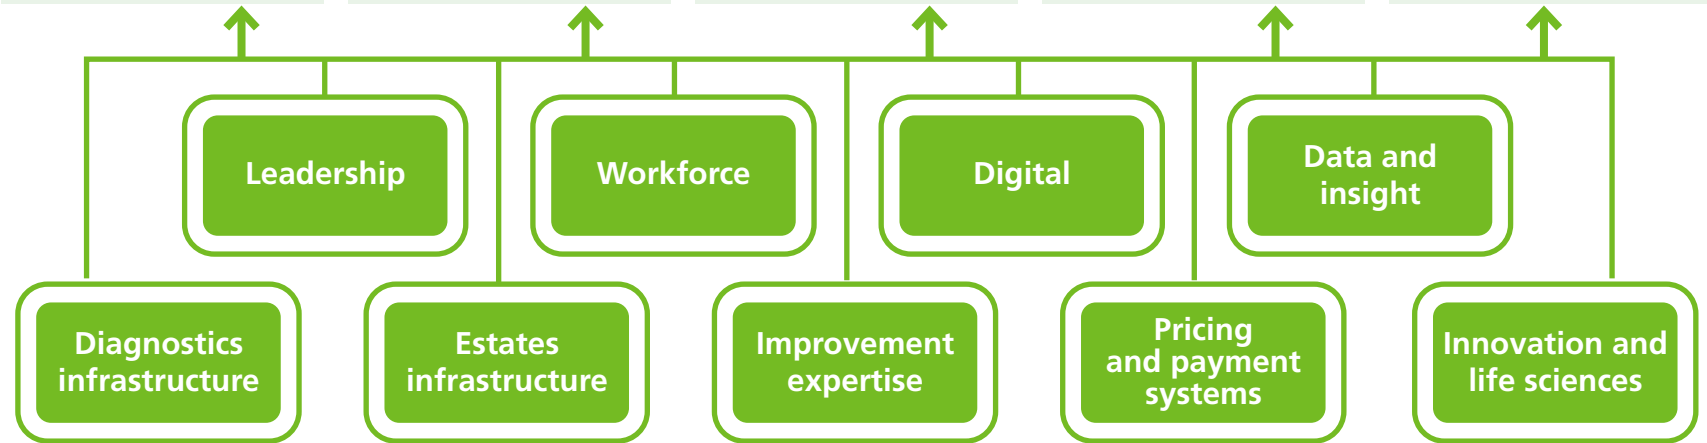 Leadership
Workforce
Digital
Data and
insight
Diagnostics
infrastructure
Estates
infrastructure
Improvement
expertise
Pricing
and payment
systems
Innovation and
life sciences